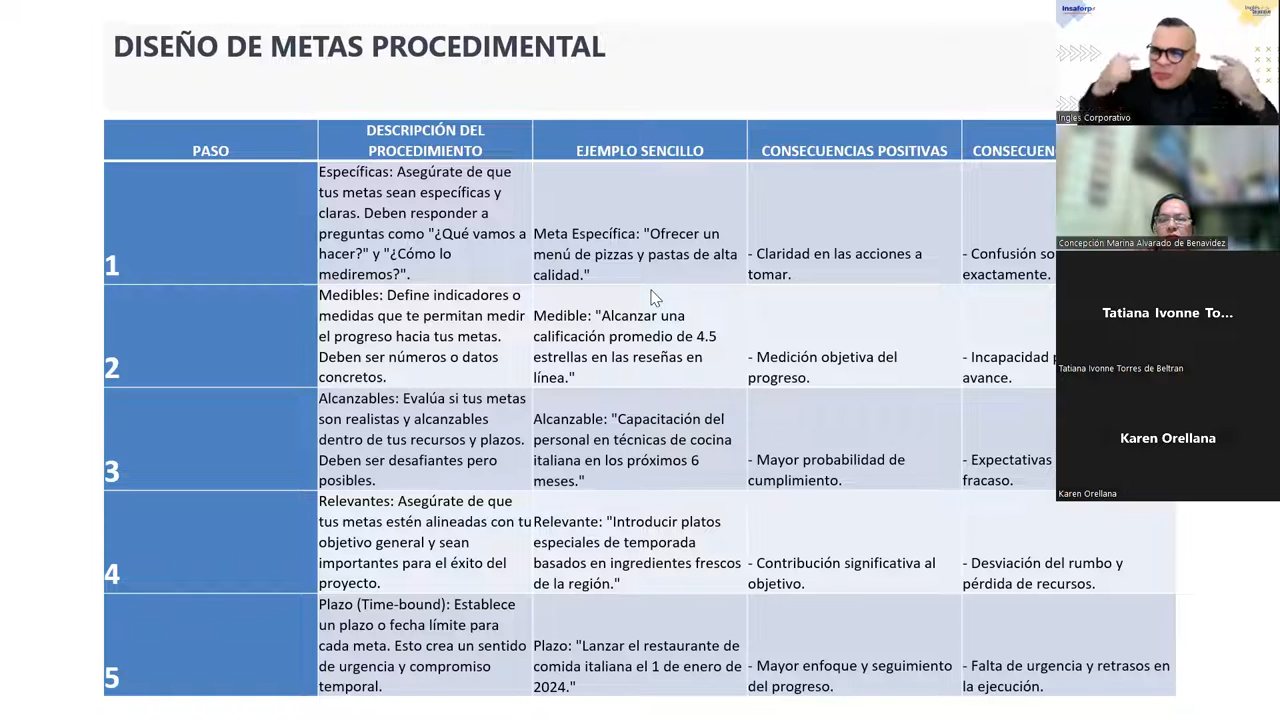 DISEÑO DE METAS PROCEDIMENTAL
PASO
DESCRIPCIÓN DEL
PROCEDIMIENTO
EJEMPLO SENCILLO
CONSECUENCIAS POSITIVAS
CONSECUEN
1
Específicas: Asegúrate de que
tus metas sean específicas y
claras. Deben responder a
preguntas como "¿Qué vamos a
hacer?" y "¿Cómo lo
mediremos?".
Meta Específica: "Ofrecer un
menú de pizzas y pastas de alta
calidad."
- Claridad en las acciones a
tomar.
- Confusión so
exactamente.
2
Medibles: Define indicadores o
medidas que te permitan medir
el progreso hacia tus metas.
Deben ser números o datos
concretos.
Medible: "Alcanzar una
calificación promedio de 4.5
estrellas en las reseñas en
línea."
- Medición objetiva del
progreso.
- Incapacidad
avance.
3
Alcanzables: Evalúa si tus metas
son realistas y alcanzables
dentro de tus recursos y plazos.
Deben ser desafiantes pero
posibles.
Alcanzable: "Capacitación del
personal en técnicas de cocina
italiana en los próximos 6
meses."
- Mayor probabilidad de
cumplimiento.
- Expectativas
fracaso.
4
Relevantes: Asegúrate de que
tus metas estén alineadas con tu
objetivo general y sean
importantes para el éxito del
proyecto.
Relevante: "Introducir platos
especiales de temporada
basados en ingredientes frescos
de la región."
- Contribución significativa al
objetivo.
- Desviación del rumbo y
pérdida de recursos.
5
Plazo (Time-bound): Establece
un plazo o fecha límite para
cada meta. Esto crea un sentido
de urgencia y compromiso
temporal.
Plazo: "Lanzar el restaurante de
comida italiana el 1 de enero de
2024."
- Mayor enfoque y seguimiento
del progreso.
- Falta de urgencia y retrasos en
la ejecución.
Insaforp
Ingles Corporativo
Concepción Marina Alvarado de Benavidez
Tatiana Ivonne To...
Tatiana Ivonne Torres de Beltran
Karen Orellana
Karen Orellana